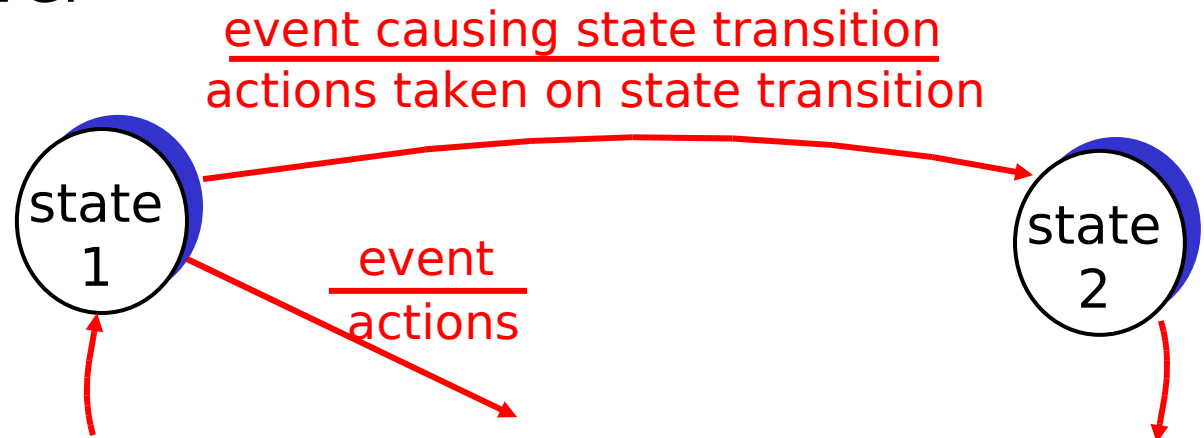 event causing state transition
actions taken on state transition
state
1
state
2
event
actions